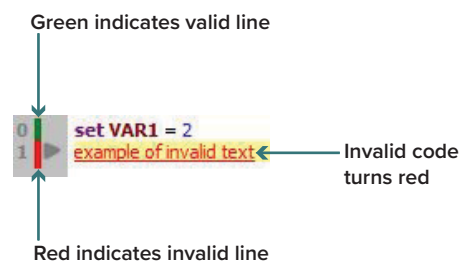 Green indicates valid line
0 set VAR1 = 2
1 example of invalid text
Invalid code
turns red
Red indicates invalid line